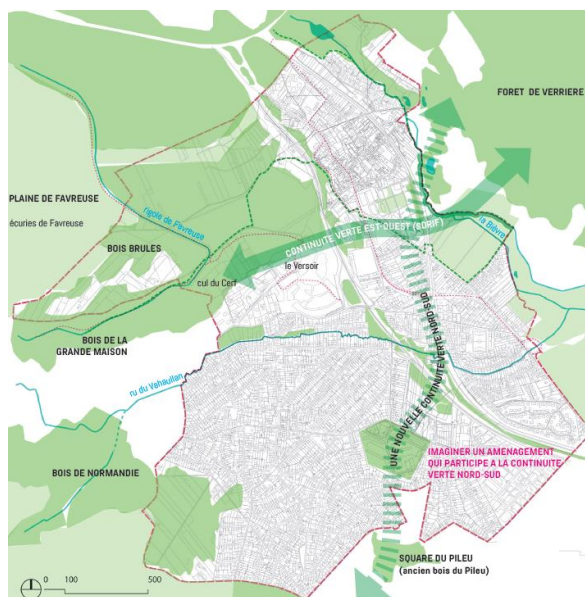 FORET DE VERRIERE
PLAINE DE FAVREUSE
écuries de Favreuse
rigole de Favreuse
BOIS BRULES
CONTINUITE VERTE EST-OUEST (SDRIF)
la Bièvre
le Versoir
cul du Cerf
BOIS DE LA
GRANDE MAISON
ru du Vauhallan
UNE NOUVELLE CONTINUITE VERTE NORD-SUD
BOIS DE NORMANDIE
IMAGINER UN AMENAGEMENT
QUI PARTICIPE A LA CONTINUITE
VERTE NORD-SUD
SQUARE DU PILEU
(ancien bois du Pileu)
0 100 500